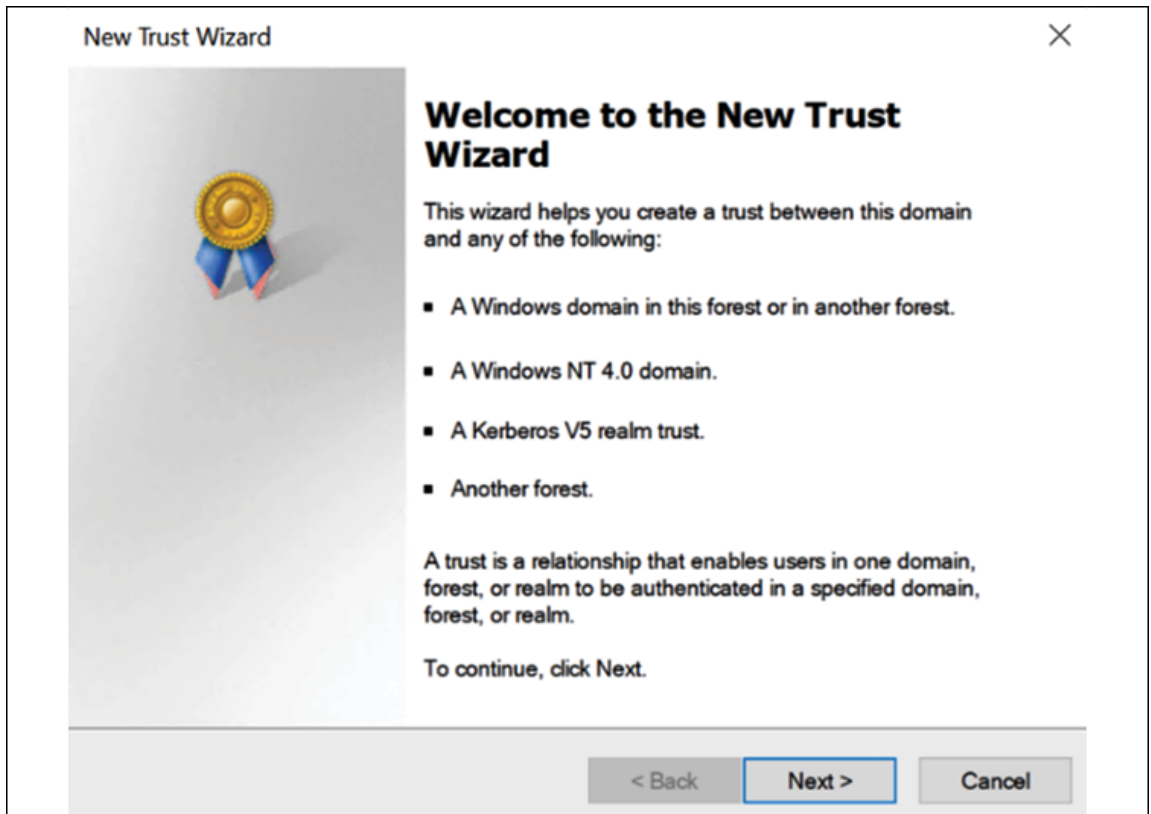 New Trust Wizard
Welcome to the New Trust
Wizard
This wizard helps you create a trust between this domain
and any of the following:
▪ A Windows domain in this forest or in another forest.
▪ A Windows NT 4.0 domain.
▪ A Kerberos V5 realm trust.
▪ Another forest.
A trust is a relationship that enables users in one domain,
forest, or realm to be authenticated in a specified domain,
forest, or realm.
To continue, click Next.
< Back Next > Cancel